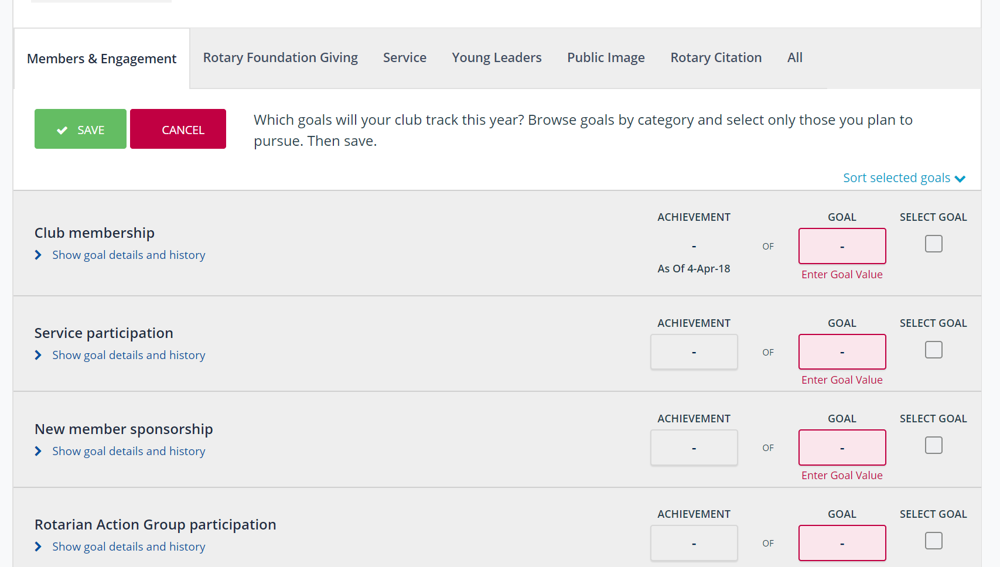 Members & Engagement
Rotary Foundation Giving
Service
Young Leaders
Public Image
Rotary Citation
All
SAVE
CANCEL
Which goals will your club track this year? Browse goals by category and select only those you plan to
pursue. Then save.
Sort selected goals
Club membership
Show goal details and history
ACHIEVEMENT
-
As Of 4-Apr-18
OF
GOAL
-
Enter Goal Value
SELECT GOAL
Service participation
Show goal details and history
ACHIEVEMENT
-
OF
GOAL
-
Enter Goal Value
SELECT GOAL
New member sponsorship
Show goal details and history
ACHIEVEMENT
-
OF
GOAL
-
Enter Goal Value
SELECT GOAL
Rotarian Action Group participation
Show goal details and history
ACHIEVEMENT
-
OF
GOAL
-
SELECT GOAL